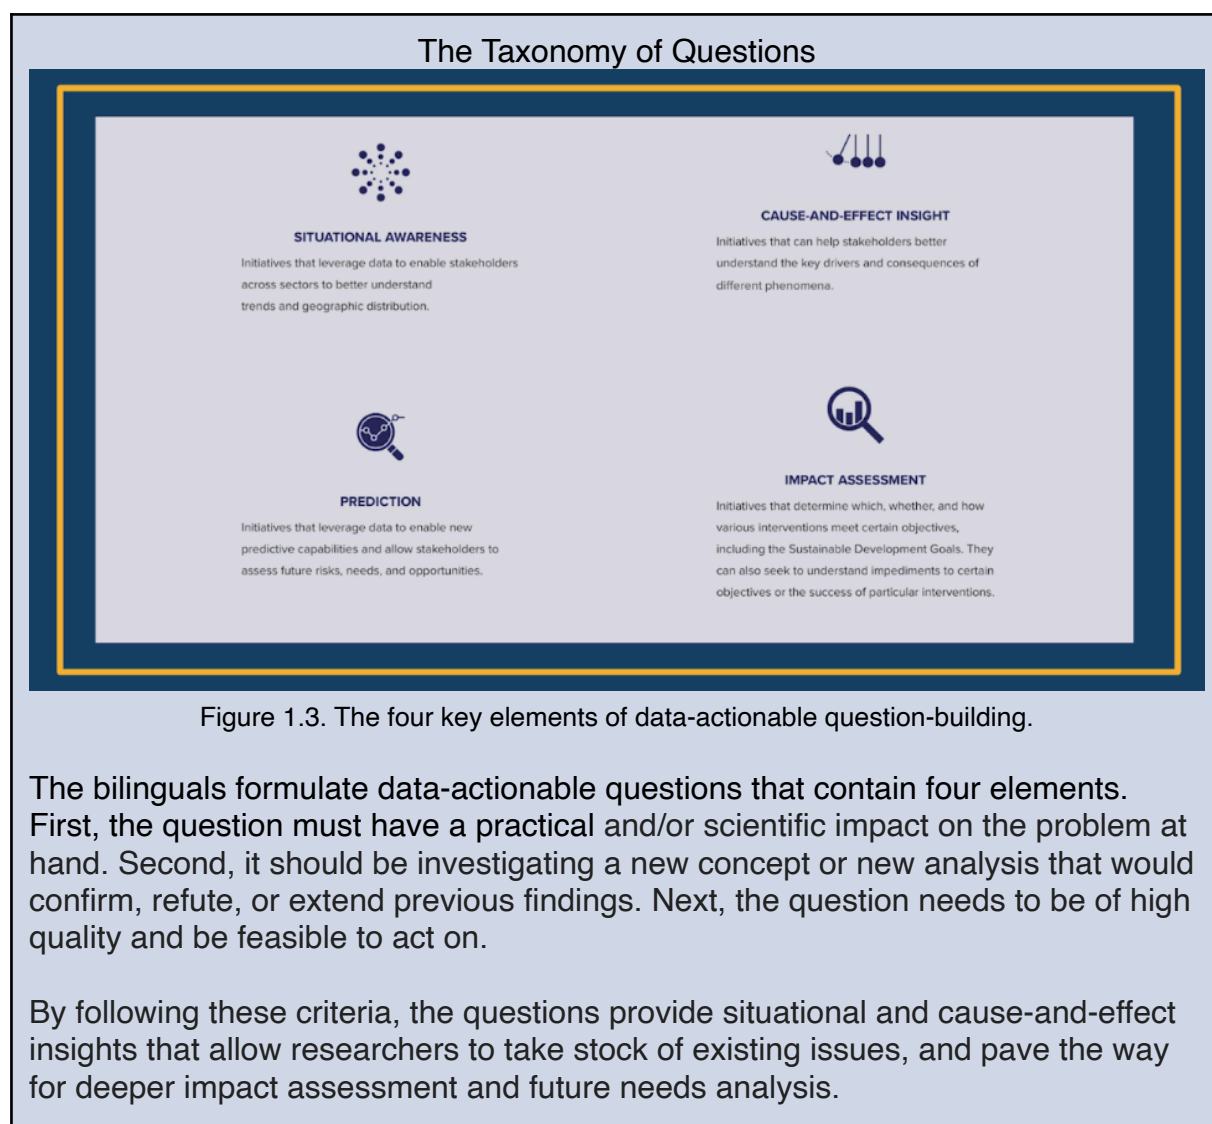 The Taxonomy of Questions
SITUATIONAL AWARENESS
Initiatives that leverage data to enable stakeholders
across sectors to better understand
trends and geographic distribution.
CAUSE-AND-EFFECT INSIGHT
Initiatives that can help stakeholders better
understand the key drivers and consequences of
different phenomena.
PREDICTION
Initiatives that leverage data to enable new
predictive capabilities and allow stakeholders to
assess future risks, needs, and opportunities.
IMPACT ASSESSMENT
Initiatives that determine which, whether, and how
various interventions meet certain objectives,
including the Sustainable Development Goals. They
can also seek to understand impediments to certain
objectives or the success of particular interventions.
Figure 1.3. The four key elements of data-actionable question-building.
The bilinguals formulate data-actionable questions that contain four elements.
First, the question must have a practical and/or scientific impact on the problem at
hand. Second, it should be investigating a new concept or new analysis that would
confirm, refute, or extend previous findings. Next, the question needs to be of high
quality and be feasible to act on.
By following these criteria, the questions provide situational and cause-and-effect
insights that allow researchers to take stock of existing issues, and pave the way
for deeper impact assessment and future needs analysis.